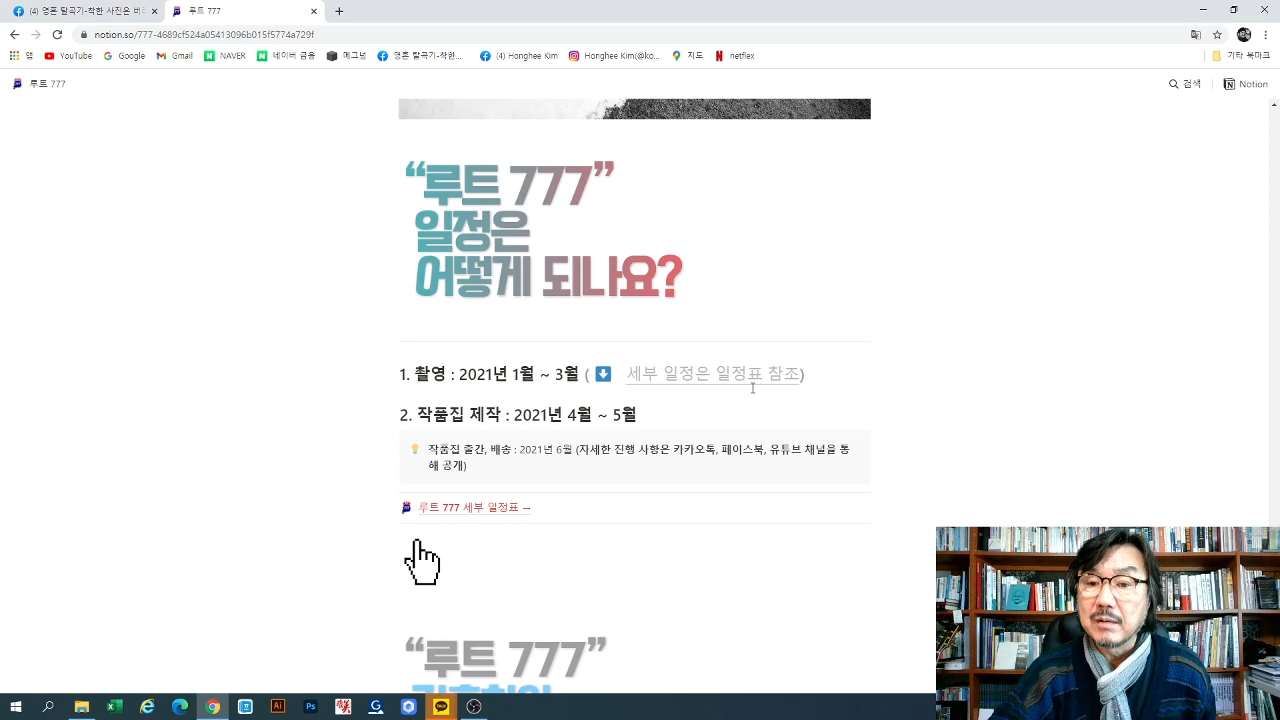 (4) 영혼 탈곡기-착한 사진은 버
루트 777
notion.so/777-4689cf524a05413096b015f5774a729f
앱
YouTube
Google
Gmail
NAVER
네이버 금융
메그넘
영혼 탈곡기-착한...
(4) Honghee Kim
Honghee Kim(@ko...
지도
netflix
기타 북마크
루트 777
검색
Notion
“루트 777”
일정은
어떻게 되나요?
1. 촬영 : 2021년 1월 ~ 3월 ( ⬇ 세부 일정은 일정표 참조)
2. 작품집 제작 : 2021년 4월 ~ 5월
작품집 출간, 배송 : 2021년 6월 (자세한 진행 사항은 카카오톡, 페이스북, 유튜브 채널을 통
해 공개)
루트 777 세부 일정표 →
“루트 777”